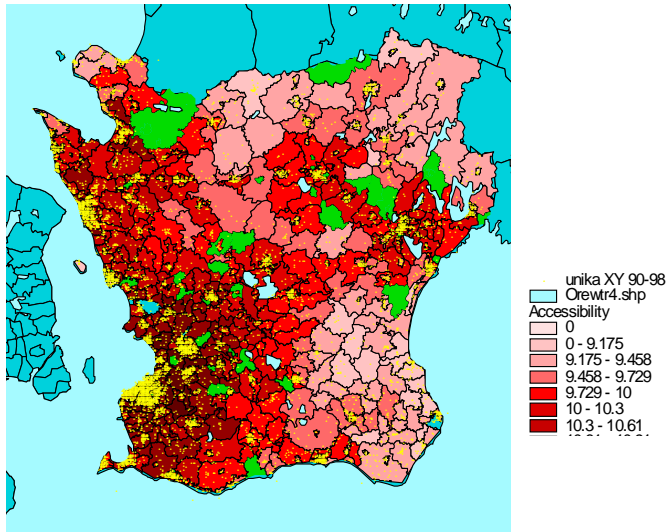 unika XY 90-98
Orewtr4.shp
Accessibility
0
0 - 9.175
9.175 - 9.458
9.458 - 9.729
9.729 - 10
10 - 10.3
10.3 - 10.61